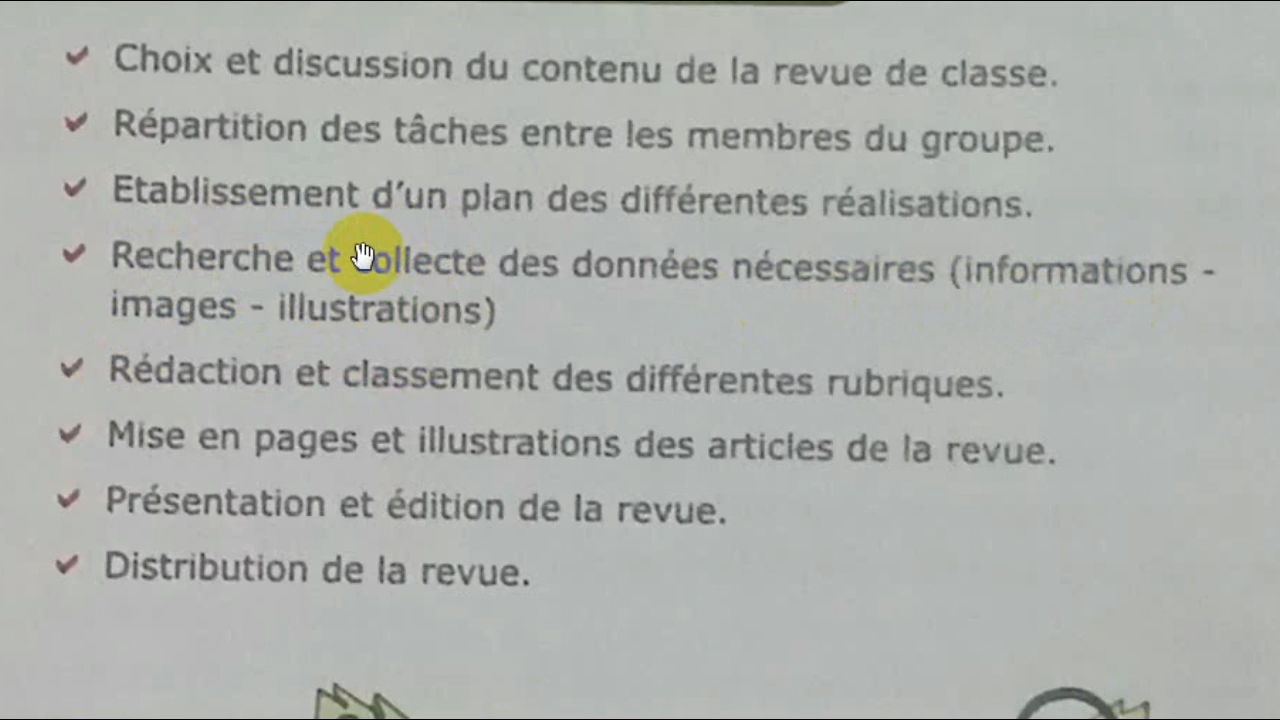 Choix et discussion du contenu de la revue de classe.
Répartition des tâches entre les membres du groupe.
Etablissement d'un plan des différentes réalisations.
Recherche et collecte des données nécessaires (informations -
images - illustrations)
Rédaction et classement des différentes rubriques.
Mise en pages et illustrations des articles de la revue.
Présentation et édition de la revue.
Distribution de la revue.